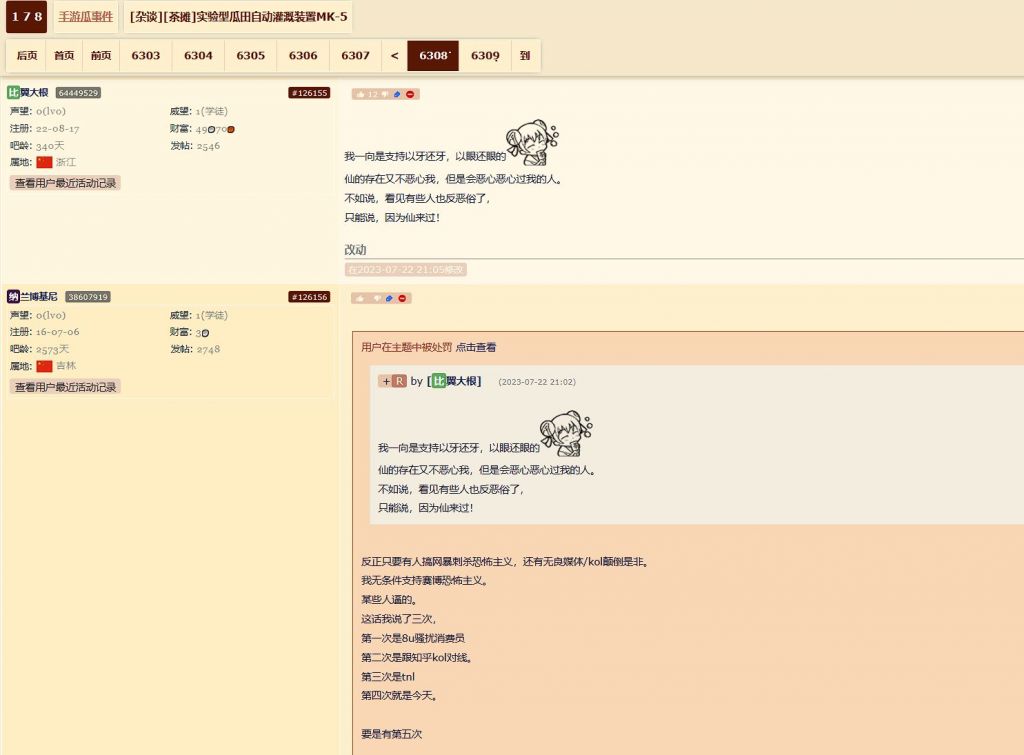 178 手游瓜事件 [杂谈][茶摊]实验型瓜田自动灌溉装置MK-5
后页 首页 前页 6303 6304 6305 6306 6307 < 6308 6309 到
比翼大根 64449529 #126155
声望: 0(lv0) 威望: 1(学徒)
注册: 22-08-17 财富: 49 70
吧龄: 340天 发帖: 2546
属地: 浙江
查看用户最近活动记录
12
我一向是支持以牙还牙，以眼还眼的
仙的存在又不恶心我，但是会恶心恶心过我的人。
不如说，看见有些人也反恶俗了，
只能说，因为仙来过！
改动
在2023-07-22 21:05修改
纳兰博基尼 38607919 #126156
声望: 0(lv0) 威望: 1(学徒)
注册: 16-07-06 财富: 3
吧龄: 2573天 发帖: 2748
属地: 吉林
查看用户最近活动记录
用户在主题中被处罚 点击查看
+ R by [比翼大根] (2023-07-22 21:02)
我一向是支持以牙还牙，以眼还眼的
仙的存在又不恶心我，但是会恶心恶心过我的人。
不如说，看见有些人也反恶俗了，
只能说，因为仙来过！
反正只要有人搞网暴刺杀恐怖主义，还有无良媒体/kol颠倒是非。
我无条件支持赛博恐怖主义。
某些人逼的。
这话我说了三次，
第一次是8u骚扰消费员
第二次是跟知乎kol对线。
第三次是tnl
第四次就是今天。
要是有第五次